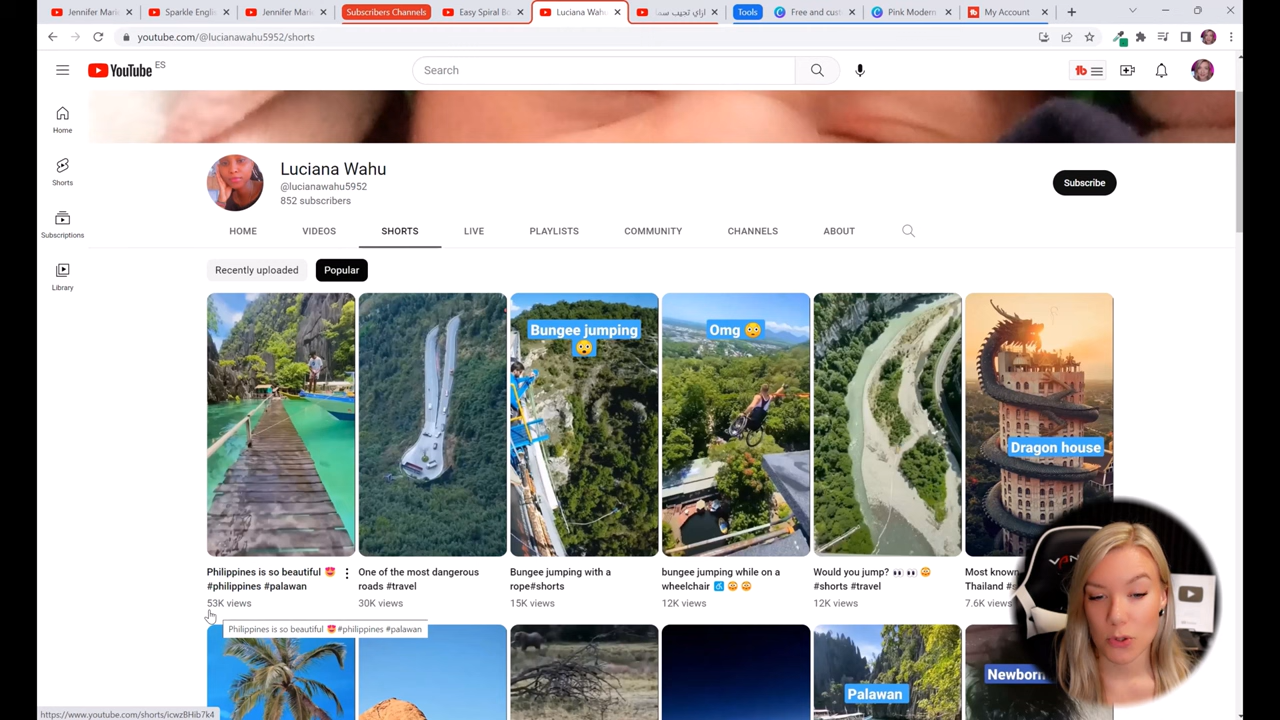 Jennifer Mari
Sparkle Engli
Jennifer Mari
Subscribers Channels
Easy Spiral Bo
Luciana Wahu
Tools
Free and cust
Pink Modern
My Account
youtube.com/@lucianawahu5952/shorts
YouTube ES
Search
Home
Shorts
Subscriptions
Library
Luciana Wahu
@lucianawahu5952
852 subscribers
Subscribe
HOME VIDEOS SHORTS LIVE PLAYLISTS COMMUNITY CHANNELS ABOUT
Recently uploaded Popular
Bungee jumping 😮
Omg 😳
Dragon house
Philippines is so beautiful 😍
#philippines #palawan
53K views
One of the most dangerous
roads #travel
30K views
Bungee jumping with a
rope#shorts
15K views
bungee jumping while on a
wheelchair ♿ 😳 😳
12K views
Would you jump? 👀 👀 😳
#shorts #travel
12K views
Most known
Thailand #s
7.6K views
Philippines is so beautiful 😍 #philippines #palawan
Palawan
Newborn
https://www.youtube.com/shorts/icwzBHib7k4